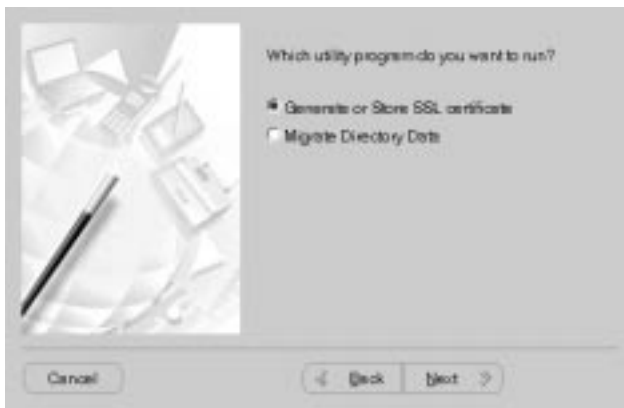 Which utility program do you want to run?
Generate or Store SSL certificate
Migrate Directory Data
Cancel
Back
Next